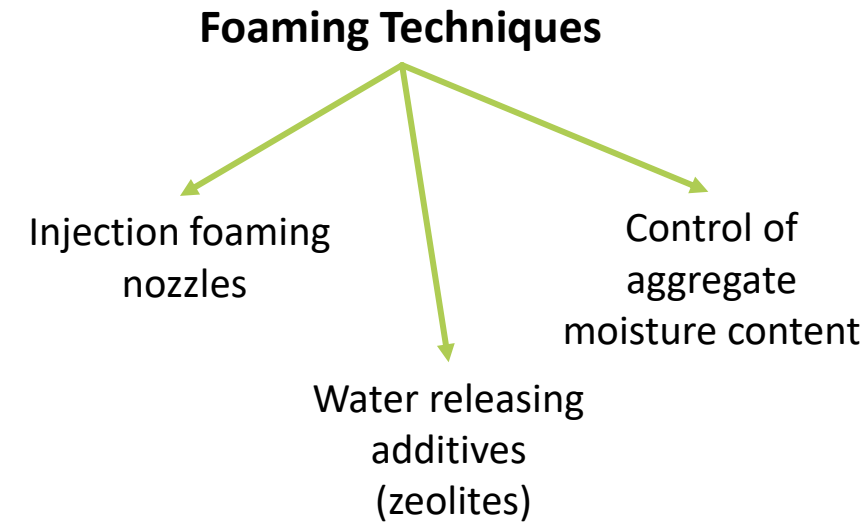 Foaming Techniques
Injection foaming
nozzles
Water releasing
additives
(zeolites)
Control of
aggregate
moisture content